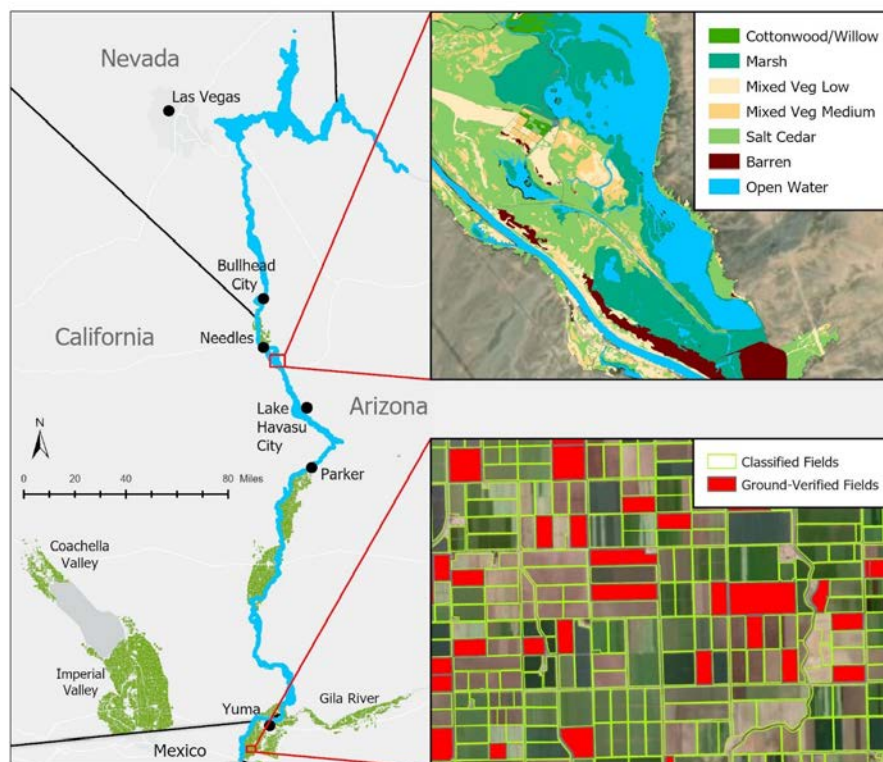 Nevada
Las Vegas
Bullhead
City
Needles
California
Lake
Havasu
City
Arizona
N
Parker
0 20 40 80 Miles
Coachella
Valley
Imperial
Valley
Yuma
Gila River
Mexico
Cottonwood/Willow
Marsh
Mixed Veg Low
Mixed Veg Medium
Salt Cedar
Barren
Open Water
Classified Fields
Ground-Verified Fields